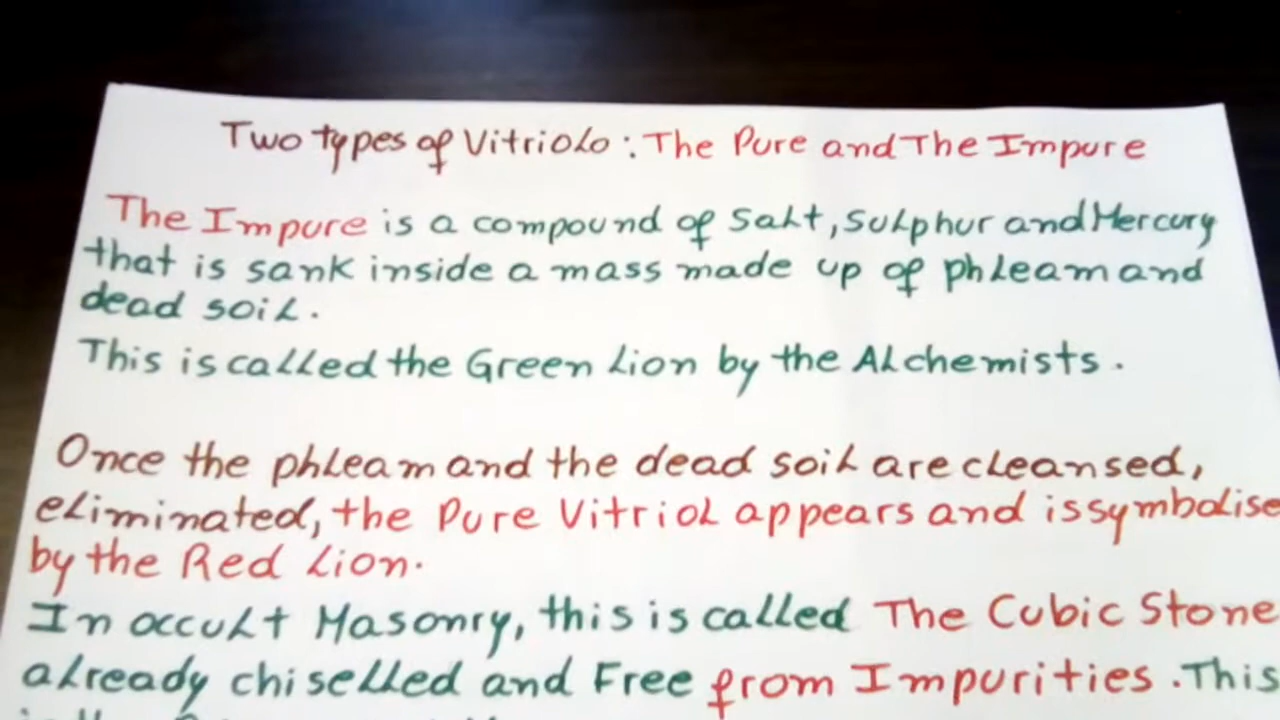 Two types of Vitriolo: The Pure and The Impure
The Impure is a compound of Salt, Sulphur and Mercury
that is sank inside a mass made up of phleam and
dead soil.
This is called the Green Lion by the Alchemists.
Once the phleam and the dead soil are cleansed,
eliminated, the Pure Vitriol appears and is symbolise
by the Red Lion.
In occult Masonry, this is called The Cubic Stone
already chiselled and Free from Impurities. This